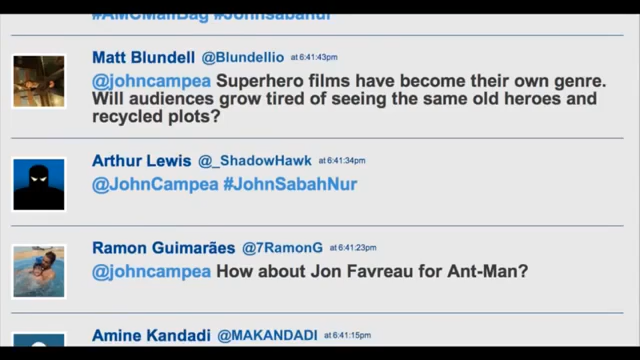 #AMCMailBag #JohnSabahNur
Matt Blundell @Blundellio at 6:41:43pm
@johncampea Superhero films have become their own genre.
Will audiences grow tired of seeing the same old heroes and
recycled plots?
Arthur Lewis @_ShadowHawk at 6:41:34pm
@JohnCampea #JohnSabahNur
Ramon Guimarães @7RamonG at 6:41:23pm
@johncampea How about Jon Favreau for Ant-Man?
Amine Kandadi @MAKANDADI at 6:41:15pm